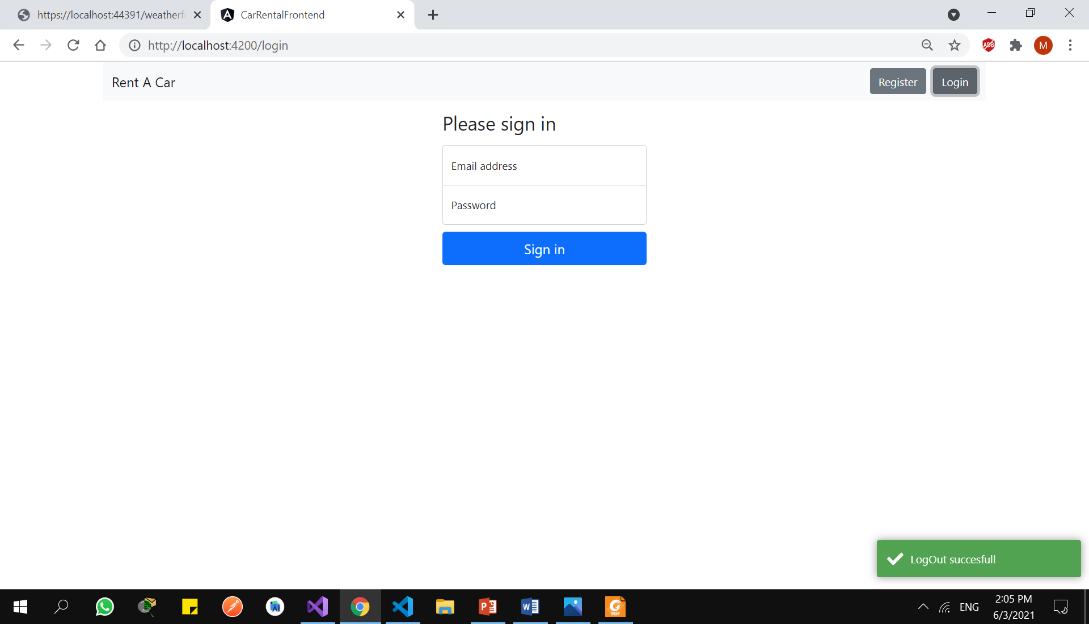 https://localhost:44391/weatherf
CarRentalFrontend
http://localhost:4200/login
M
Rent A Car
Register
Login
Please sign in
Email address
Password
Sign in
LogOut succesfull
ENG
2:05 PM
6/3/2021